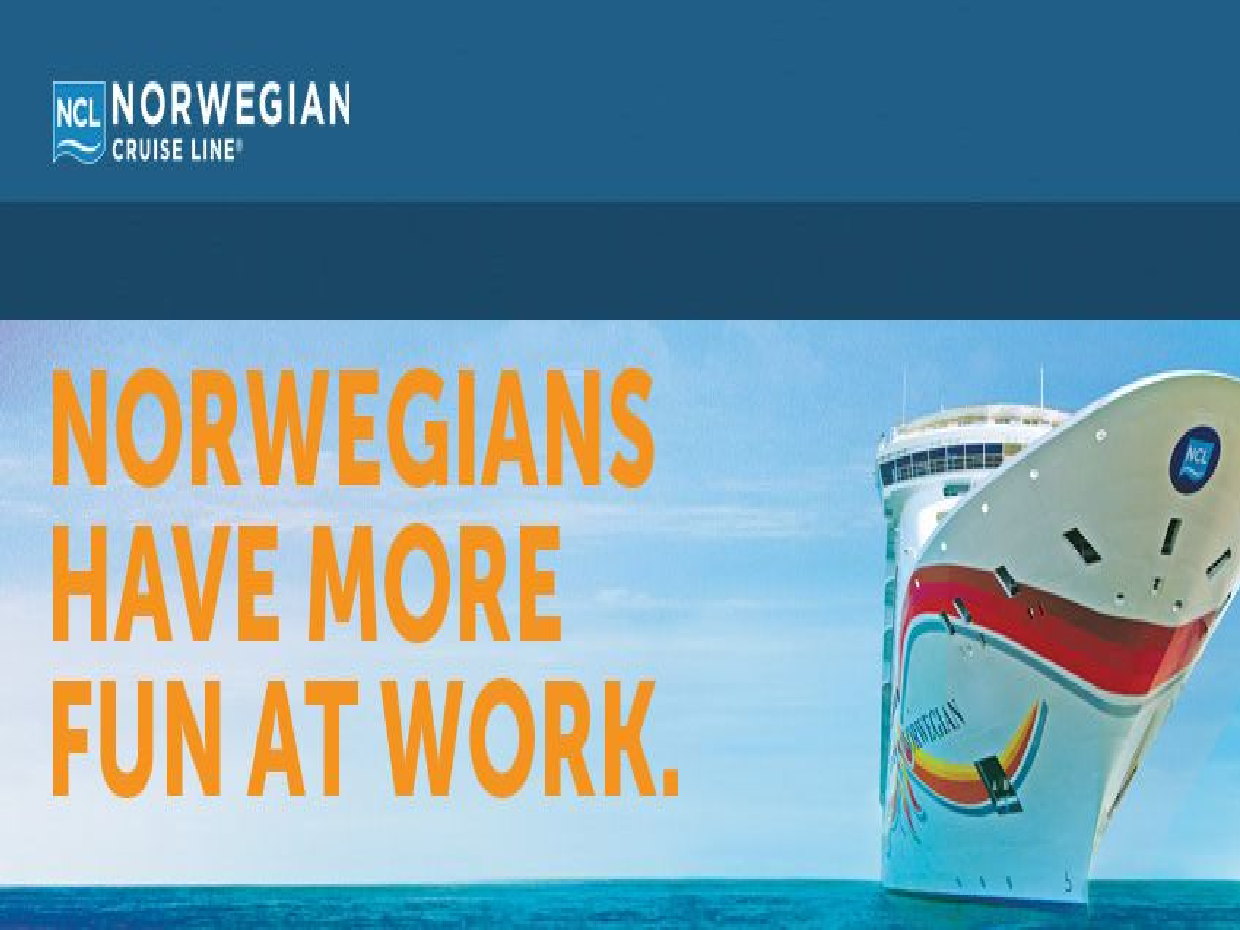 NCL NORWEGIAN
CRUISE LINE®
NORWEGIANS
HAVE MORE
FUN AT WORK.
NCL
NORWEGIAN